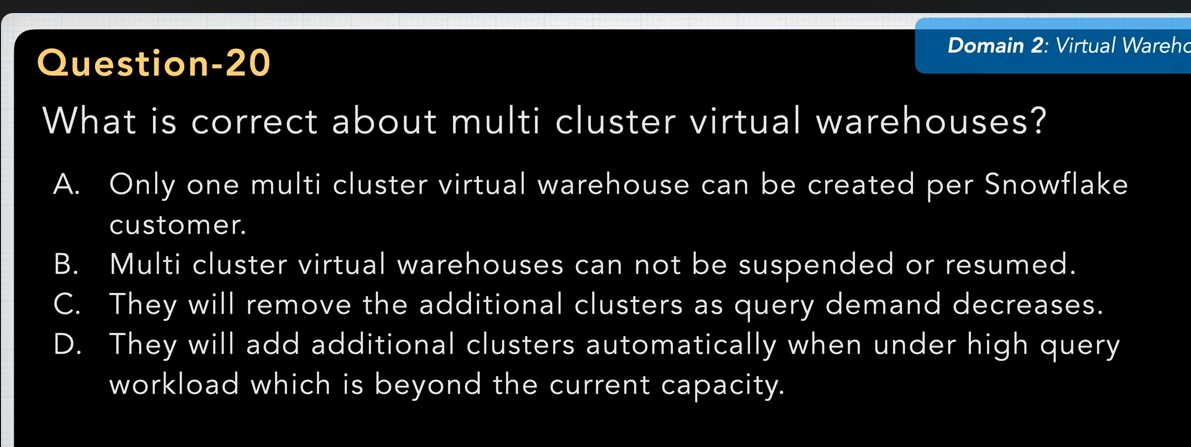 Domain 2: Virtual Wareho
Question-20
What is correct about multi cluster virtual warehouses?
A. Only one multi cluster virtual warehouse can be created per Snowflake
customer.
B. Multi cluster virtual warehouses can not be suspended or resumed.
C. They will remove the additional clusters as query demand decreases.
D. They will add additional clusters automatically when under high query
workload which is beyond the current capacity.